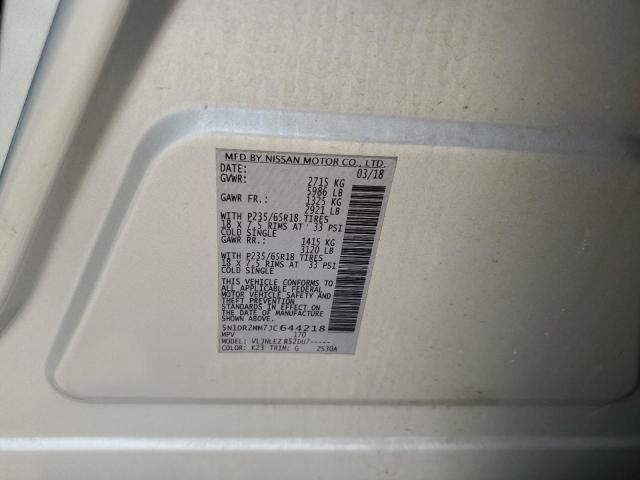 MFD BY NISSAN MOTOR CO., LTD.
DATE: 03/18
GVWR: 2715 KG
5986 LB
GAWR FR.: 1325 KG
2921 LB
WITH P235/65R18 TIRES
18 X 7.5 RIMS AT 33 PSI
COLD SINGLE
GAWR RR.: 1415 KG
3120 LB
WITH P235/65R18 TIRES
18 X 7.5 RIMS AT 33 PSI
COLD SINGLE
THIS VEHICLE CONFORMS TO
ALL APPLICABLE FEDERAL
MOTOR VEHICLE SAFETY AND
THEFT PREVENTION
STANDARDS IN EFFECT ON
THE DATE OF MANUFACTURE
SHOWN ABOVE.
5N1DR2MM7JC644218
MPV 170
MODEL: VLJNLEZ R52DU7-----
COLOR: K23 TRIM: G 2530A